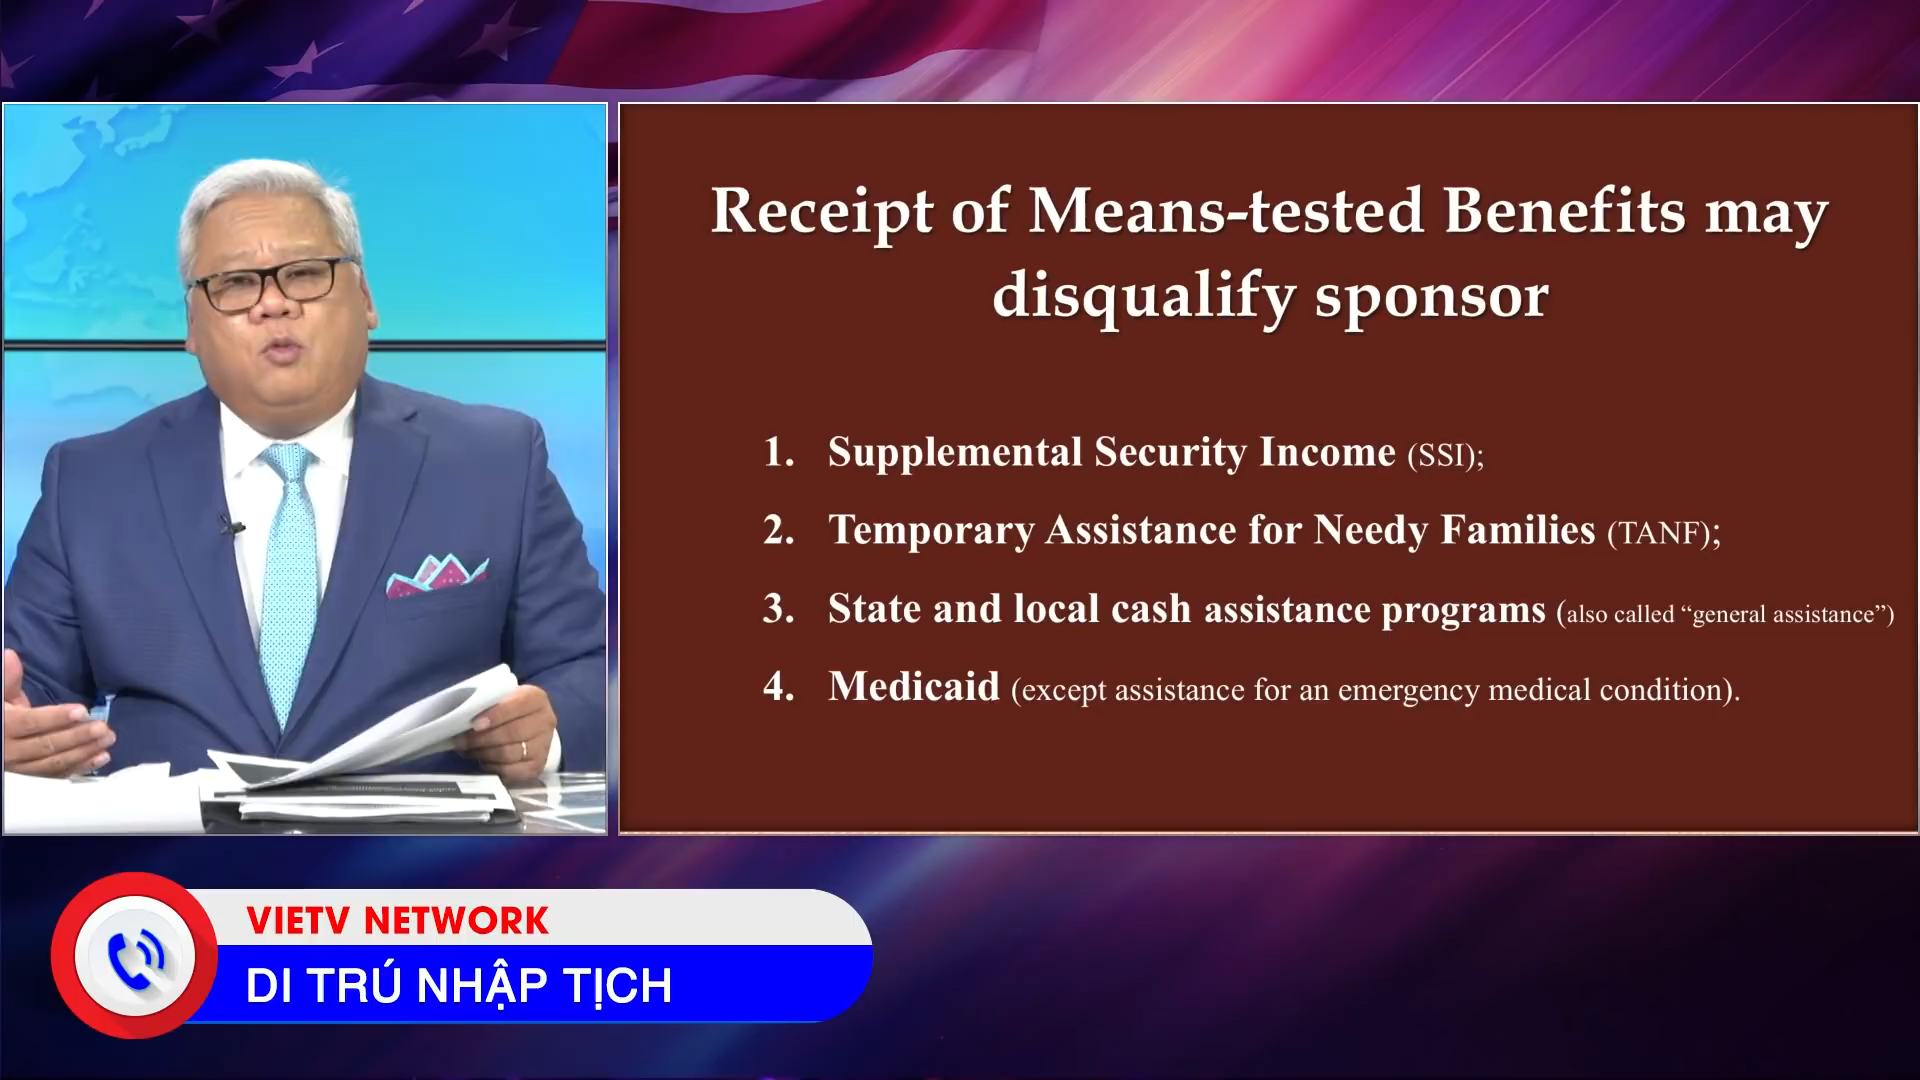 Receipt of Means-tested Benefits may
disqualify sponsor
1. Supplemental Security Income (SSI);
2. Temporary Assistance for Needy Families (TANF);
3. State and local cash assistance programs (also called “general assistance”)
4. Medicaid (except assistance for an emergency medical condition).
VIETV NETWORK
DI TRÚ NHẬP TỊCH